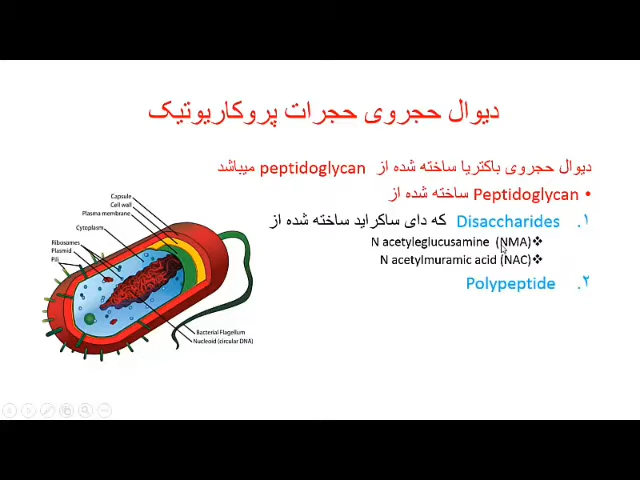 دیوال حجروی حجرات پروکاریوتیک
دیوال حجروی باکتریا ساخته شده از peptidoglycan میباشد
• Peptidoglycan ساخته شده از
۱. Disaccharides که دای ساکراید ساخته شده از
❖N acetyleglucusamine (NMA)
❖N acetylmuramic acid (NAC)
۲. Polypeptide
Capsule
Cell wall
Plasma membrane
Cytoplasm
Ribosomes
Plasmid
Pili
Bacterial Flagellum
Nucleoid (circular DNA)